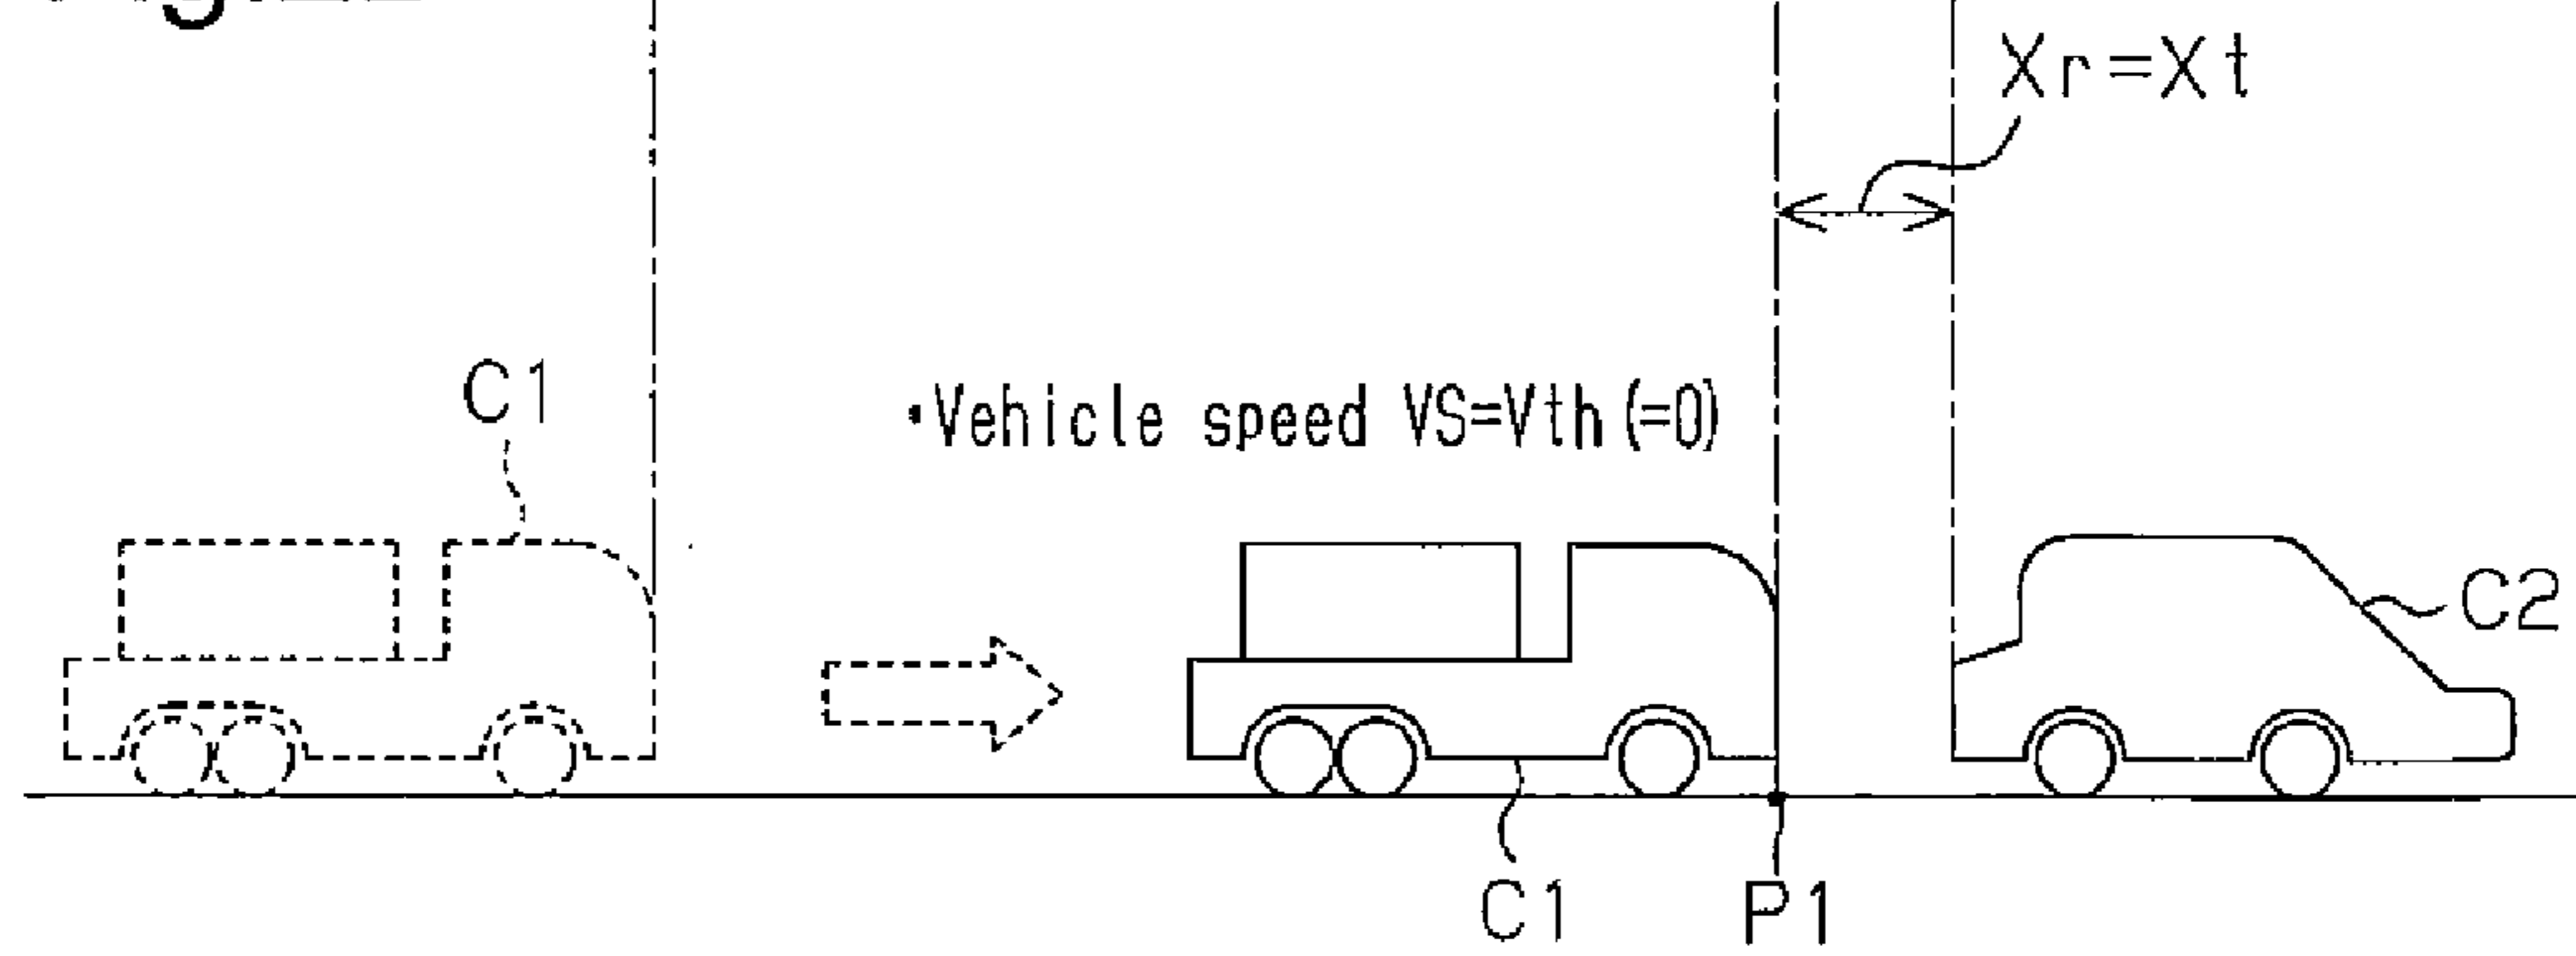 Xr=Xt
C1
•Vehicle speed VS=Vth(=0)
C2
C1
P1